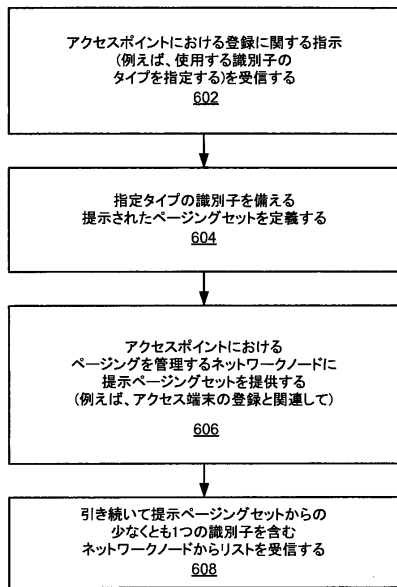 アクセスポイントにおける登録に関する指示
(例えば、使用する識別子の
タイプを指定する)を受信する
602
指定タイプの識別子を備える
提示されたページングセットを定義する
604
アクセスポイントにおける
ページングを管理するネットワークノードに
提示ページングセットを提供する
(例えば、アクセス端末の登録と関連して)
606
引き続いて提示ページングセットからの
少なくとも1つの識別子を含む
ネットワークノードからリストを受信する
608